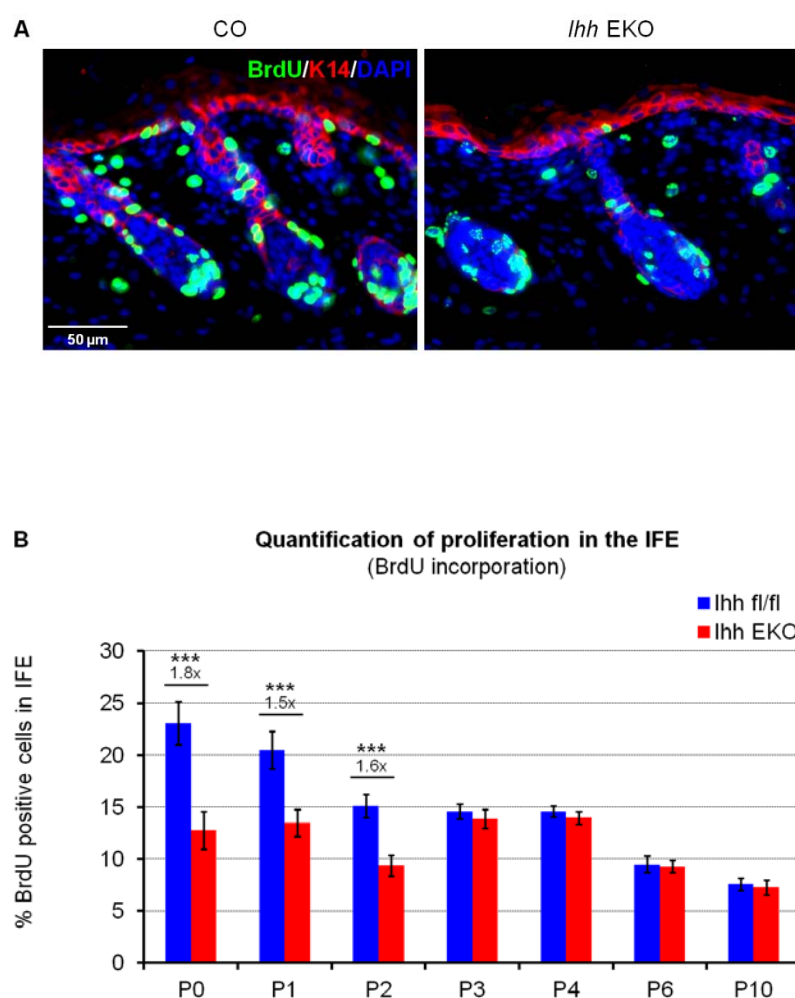 A
CO
Ihh EKO
BrdU/K14/DAPI
50 µm
B
Quantification of proliferation in the IFE
(BrdU incorporation)
Ihh fl/fl
Ihh EKO
% BrdU positive cells in IFE
30
25
20
15
10
5
0
***
1.8x
***
1.5x
***
1.6x
P0 P1 P2 P3 P4 P6 P10